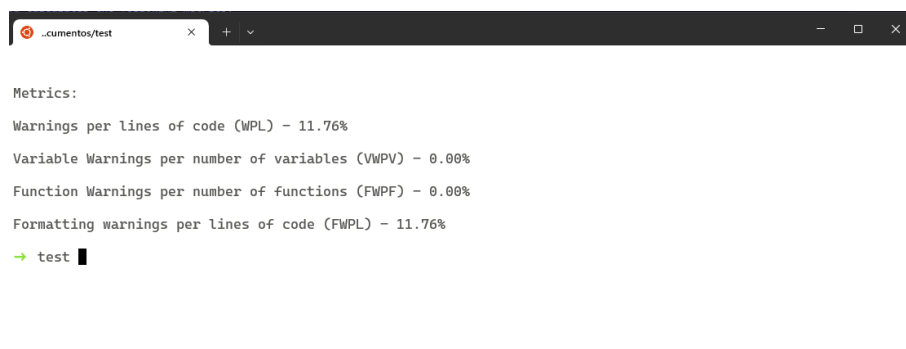 ..cumentos/test
Metrics:
Warnings per lines of code (WPL) – 11.76%
Variable Warnings per number of variables (VWPV) – 0.00%
Function Warnings per number of functions (FWPF) – 0.00%
Formatting warnings per lines of code (FWPL) – 11.76%
→ test